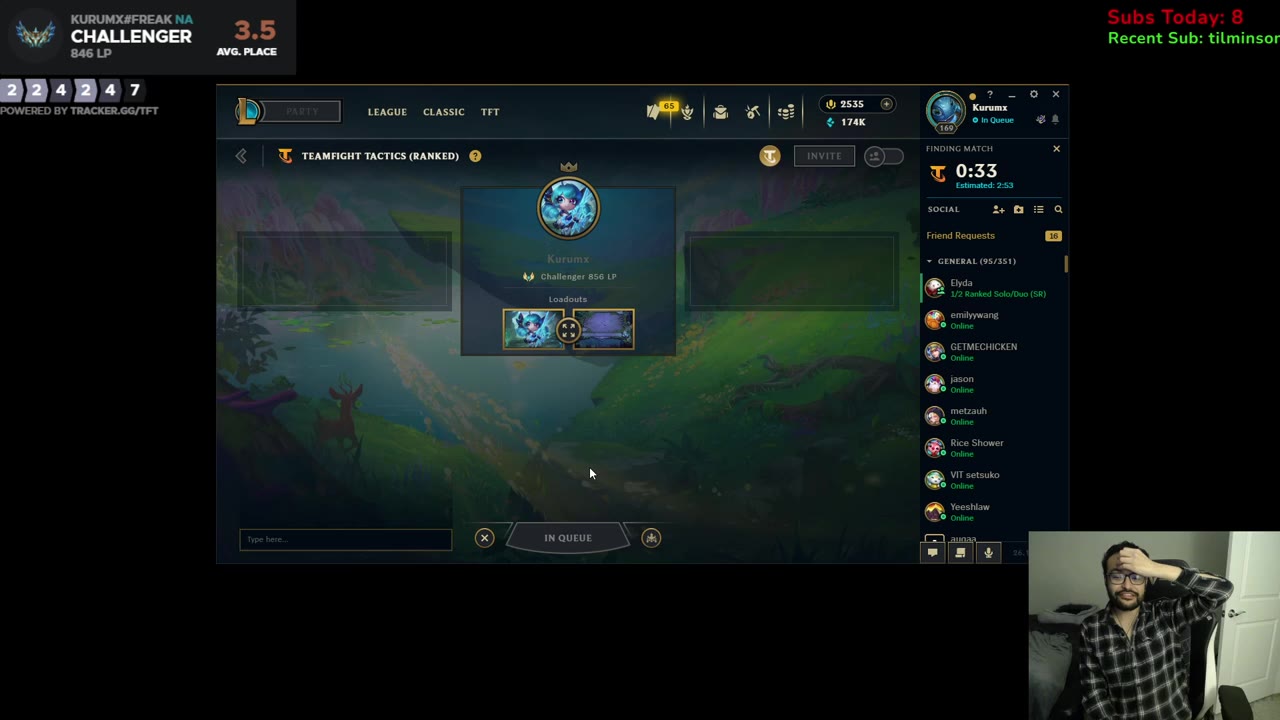 KURUMX#FREAK NA
CHALLENGER
846 LP
3.5
AVG. PLACE
2 2 4 2 4 7
POWERED BY TRACKER.GG/TFT
Subs Today: 8
Recent Sub: tilminson
PARTY
LEAGUE
CLASSIC
TFT
65
2535
174K
Kurumx
In Queue
169
TEAMFIGHT TACTICS (RANKED)
INVITE
FINDING MATCH
0:33
Estimated: 2:53
SOCIAL
Friend Requests
16
GENERAL (95/351)
Elyda
1/2 Ranked Solo/Duo (SR)
emilyywang
Online
GETMECHICKEN
Online
jason
Online
metzauh
Online
Rice Shower
Online
VIT setsuko
Online
Yeeshlaw
Online
Kurumx
Challenger 856 LP
Loadouts
Type here...
IN QUEUE